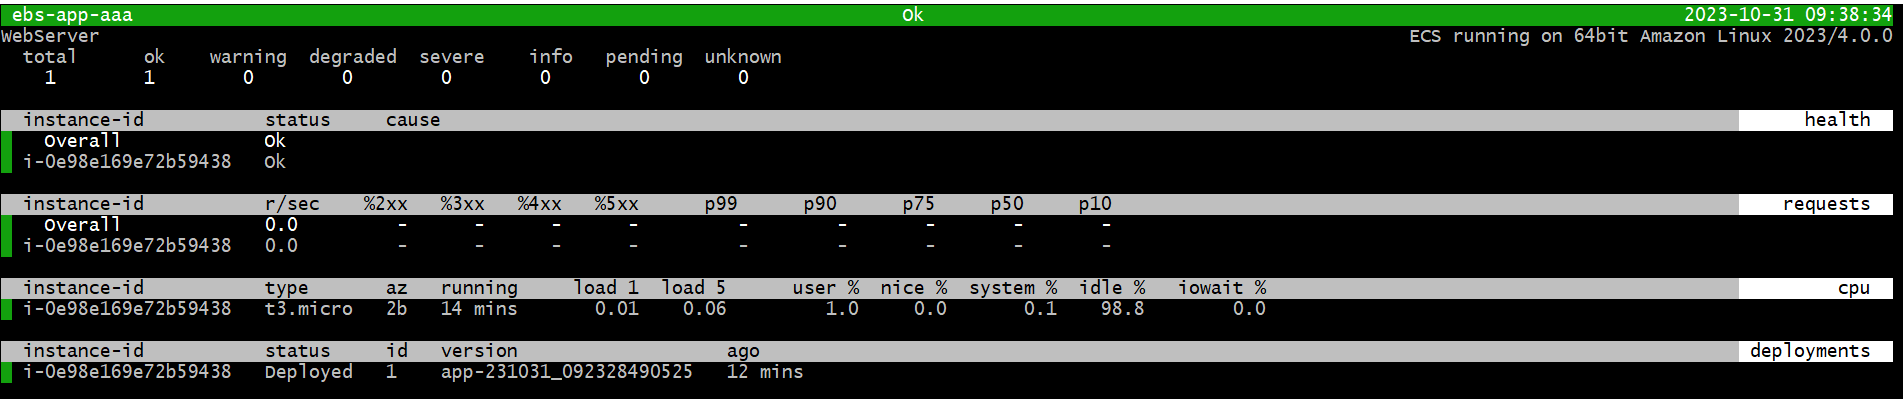 ebs-app-aaa Ok 2023-10-31 09:38:34
WebServer ECS running on 64bit Amazon Linux 2023/4.0.0
total ok warning degraded severe info pending unknown
1 1 0 0 0 0 0 0
instance-id status cause health
Overall Ok
i-0e98e169e72b59438 Ok
instance-id r/sec %2xx %3xx %4xx %5xx p99 p90 p75 p50 p10 requests
Overall 0.0 - - - - - - - - -
i-0e98e169e72b59438 0.0 - - - - - - - - -
instance-id type az running load 1 load 5 user % nice % system % idle % iowait % cpu
i-0e98e169e72b59438 t3.micro 2b 14 mins 0.01 0.06 1.0 0.0 0.1 98.8 0.0
instance-id status id version ago deployments
i-0e98e169e72b59438 Deployed 1 app-231031_092328490525 12 mins